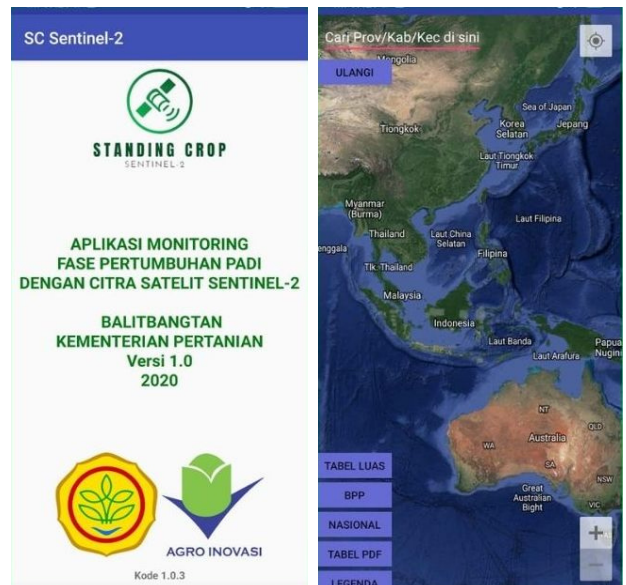 SC Sentinel-2
STANDING CROP
SENTINEL-2
APLIKASI MONITORING
FASE PERTUMBUHAN PADI
DENGAN CITRA SATELIT SENTINEL-2
BALITBANGTAN
KEMENTERIAN PERTANIAN
Versi 1.0
2020
AGRO INOVASI
Kode 1.0.3
Cari Prov/Kab/Kec di sini
Mongolia
ULANGI
Sea of Japan
Tiongkok
Korea
Selatan
Jepang
Laut Tiongkok
Timur
Myanmar
(Burma)
Laut Filipina
Thailand
Laut China
Selatan
enggala
Filipina
Tlk. Thailand
Malaysia
Indonesia
Laut Banda
Papua
Nugini
Laut Arafura
NT
QLD
Australia
WA
SA
TABEL LUAS
NSW
Great
Australian
Bight
BPP
VIC
NASIONAL
TABEL PDF
LEGENDA